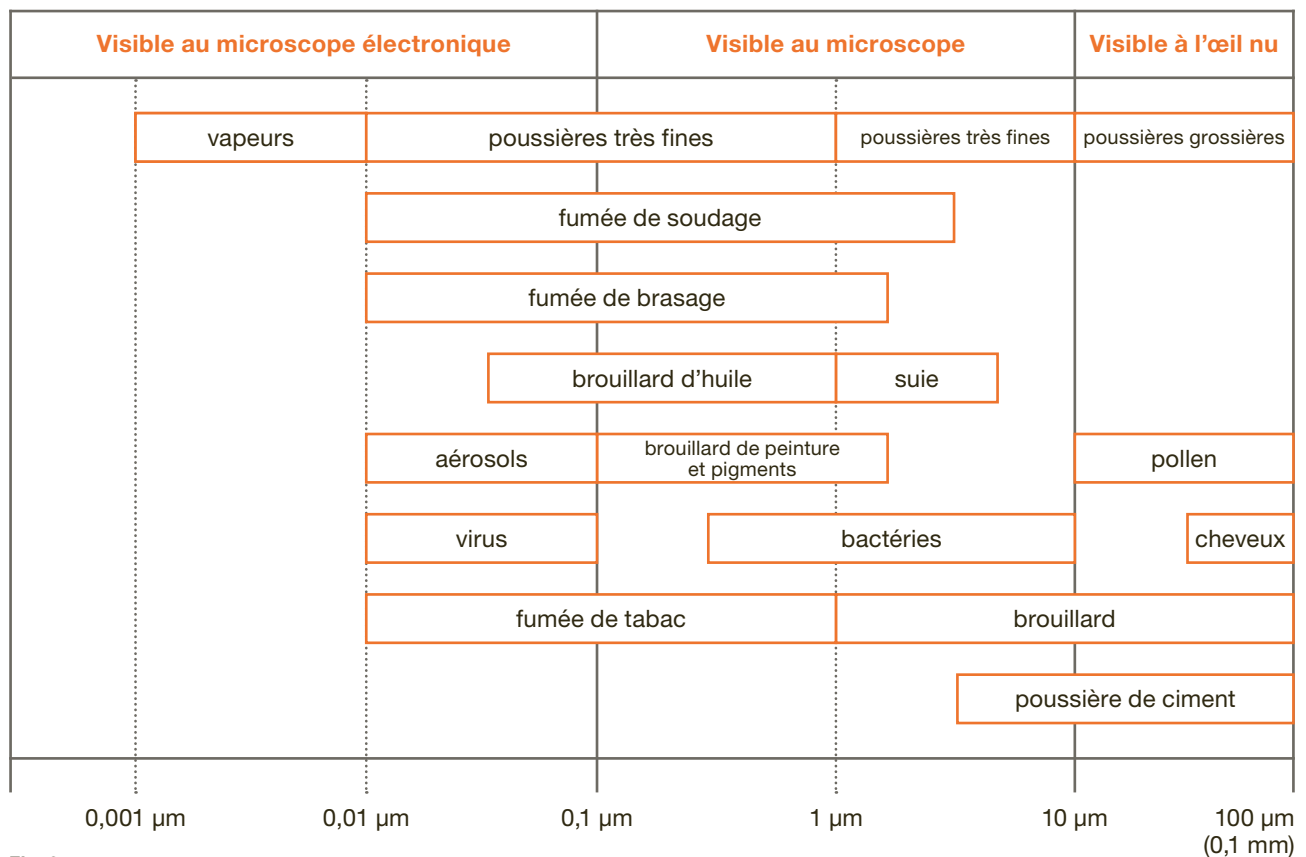 Visible au microscope électronique
Visible au microscope
Visible à l'œil nu
vapeurs
poussières très fines
poussières très fines
poussières grossières
fumée de soudage
fumée de brasage
brouillard d'huile
suie
aérosols
brouillard de peinture
et pigments
pollen
virus
bactéries
cheveux
fumée de tabac
brouillard
poussière de ciment
0,001 µm
0,01 µm
0,1 µm
1 µm
10 µm
100 µm
(0,1 mm)